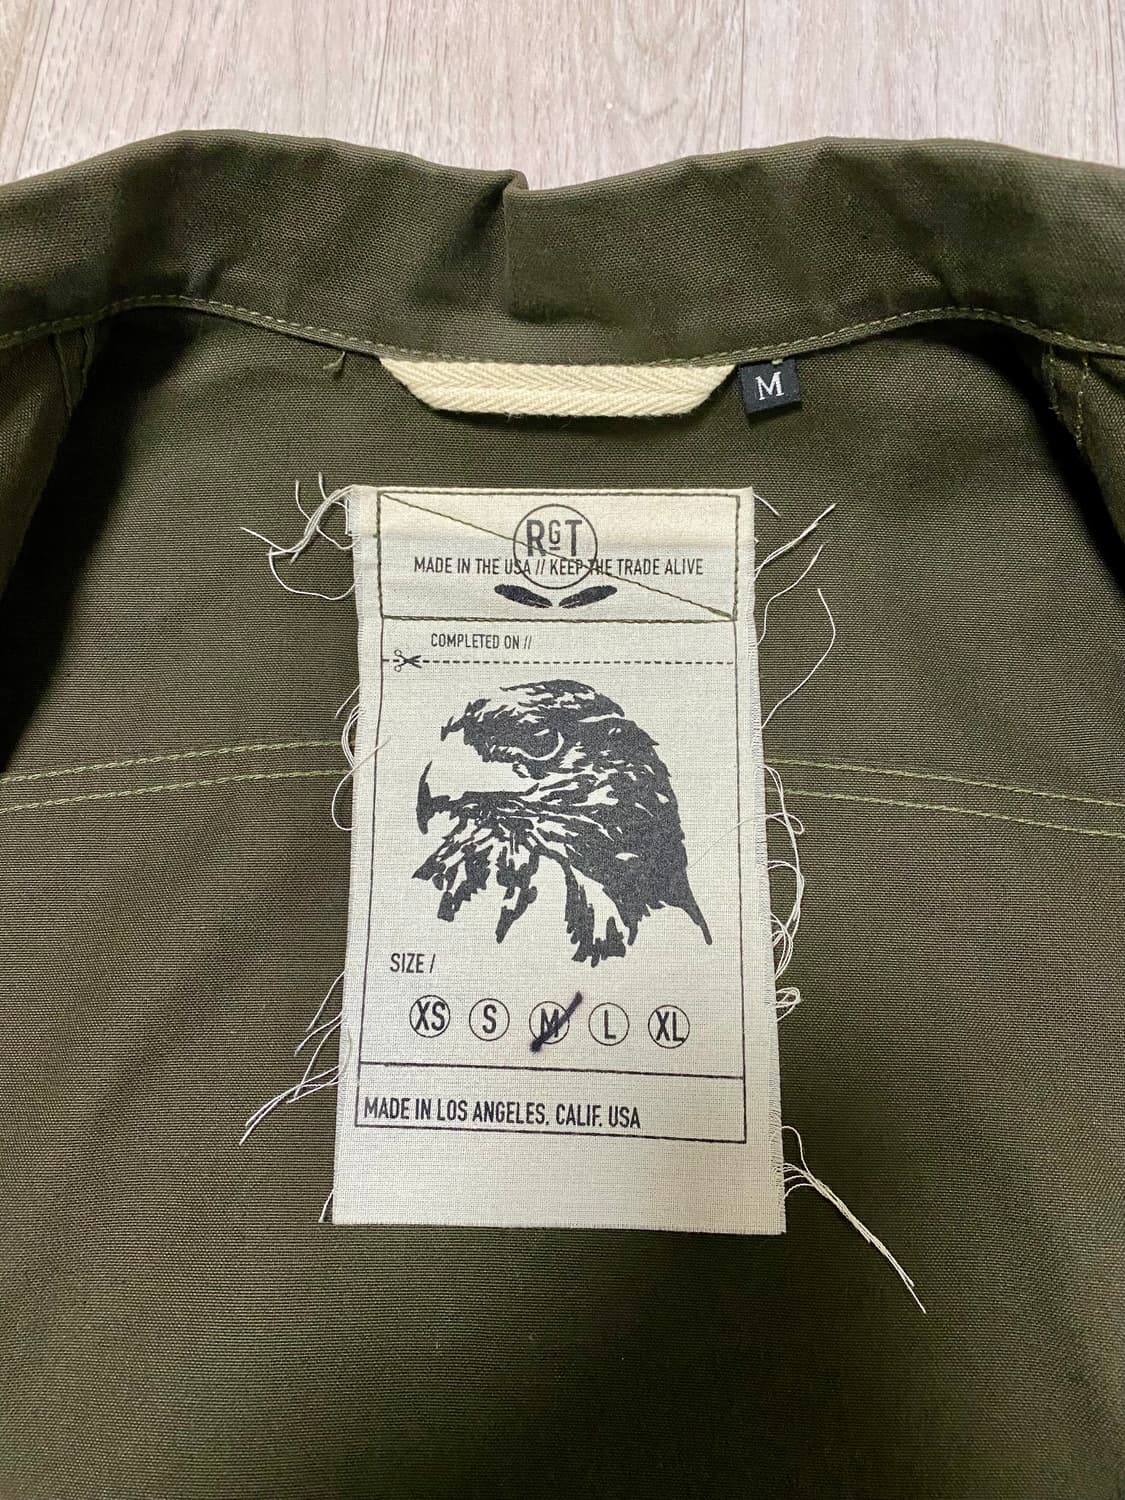 M
RGT
MADE IN THE USA // KEEP THE TRADE ALIVE
COMPLETED ON //
SIZE /
XS S M L XL
MADE IN LOS ANGELES, CALIF. USA